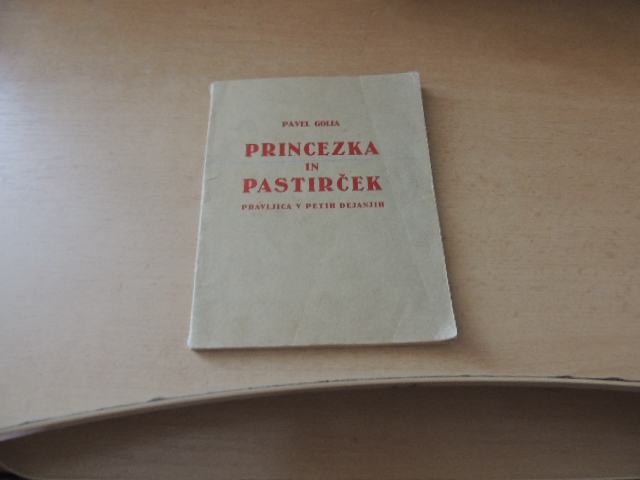 PAVEL GOLIA
PRINCEZKA
IN
PASTIRČEK
PRAVLJICA V PETIH DEJANJIH